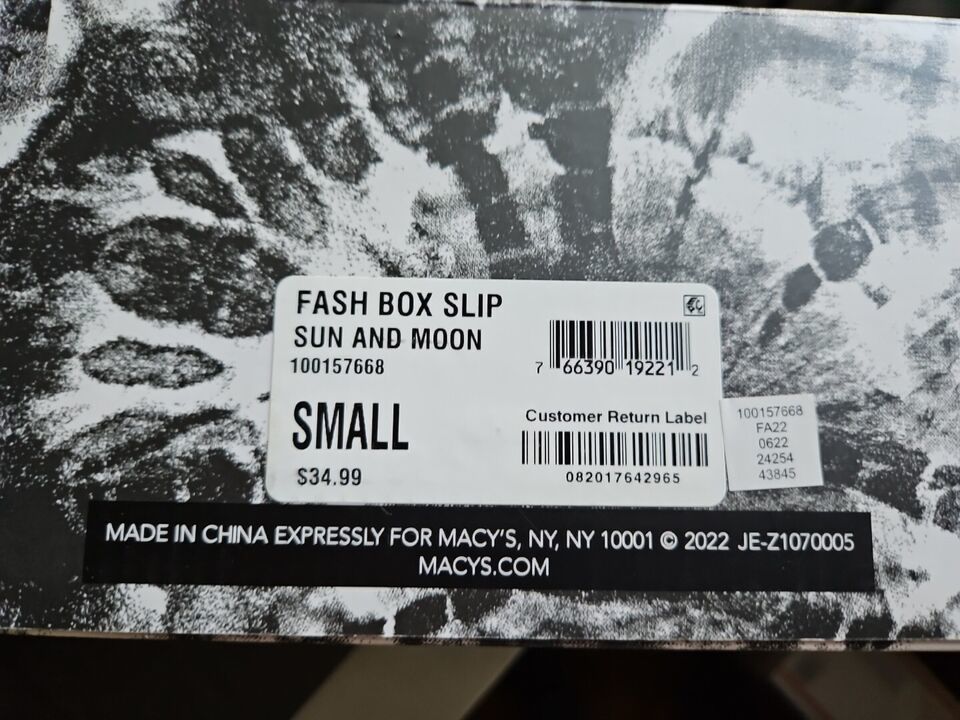 FASH BOX SLIP
SUN AND MOON
100157668
7 66390 19221 2
SMALL
$34.99
Customer Return Label
082017642965
100157668
FA22
0622
24254
43845
MADE IN CHINA EXPRESSLY FOR MACY'S, NY, NY 10001 © 2022 JE-Z1070005
MACYS.COM